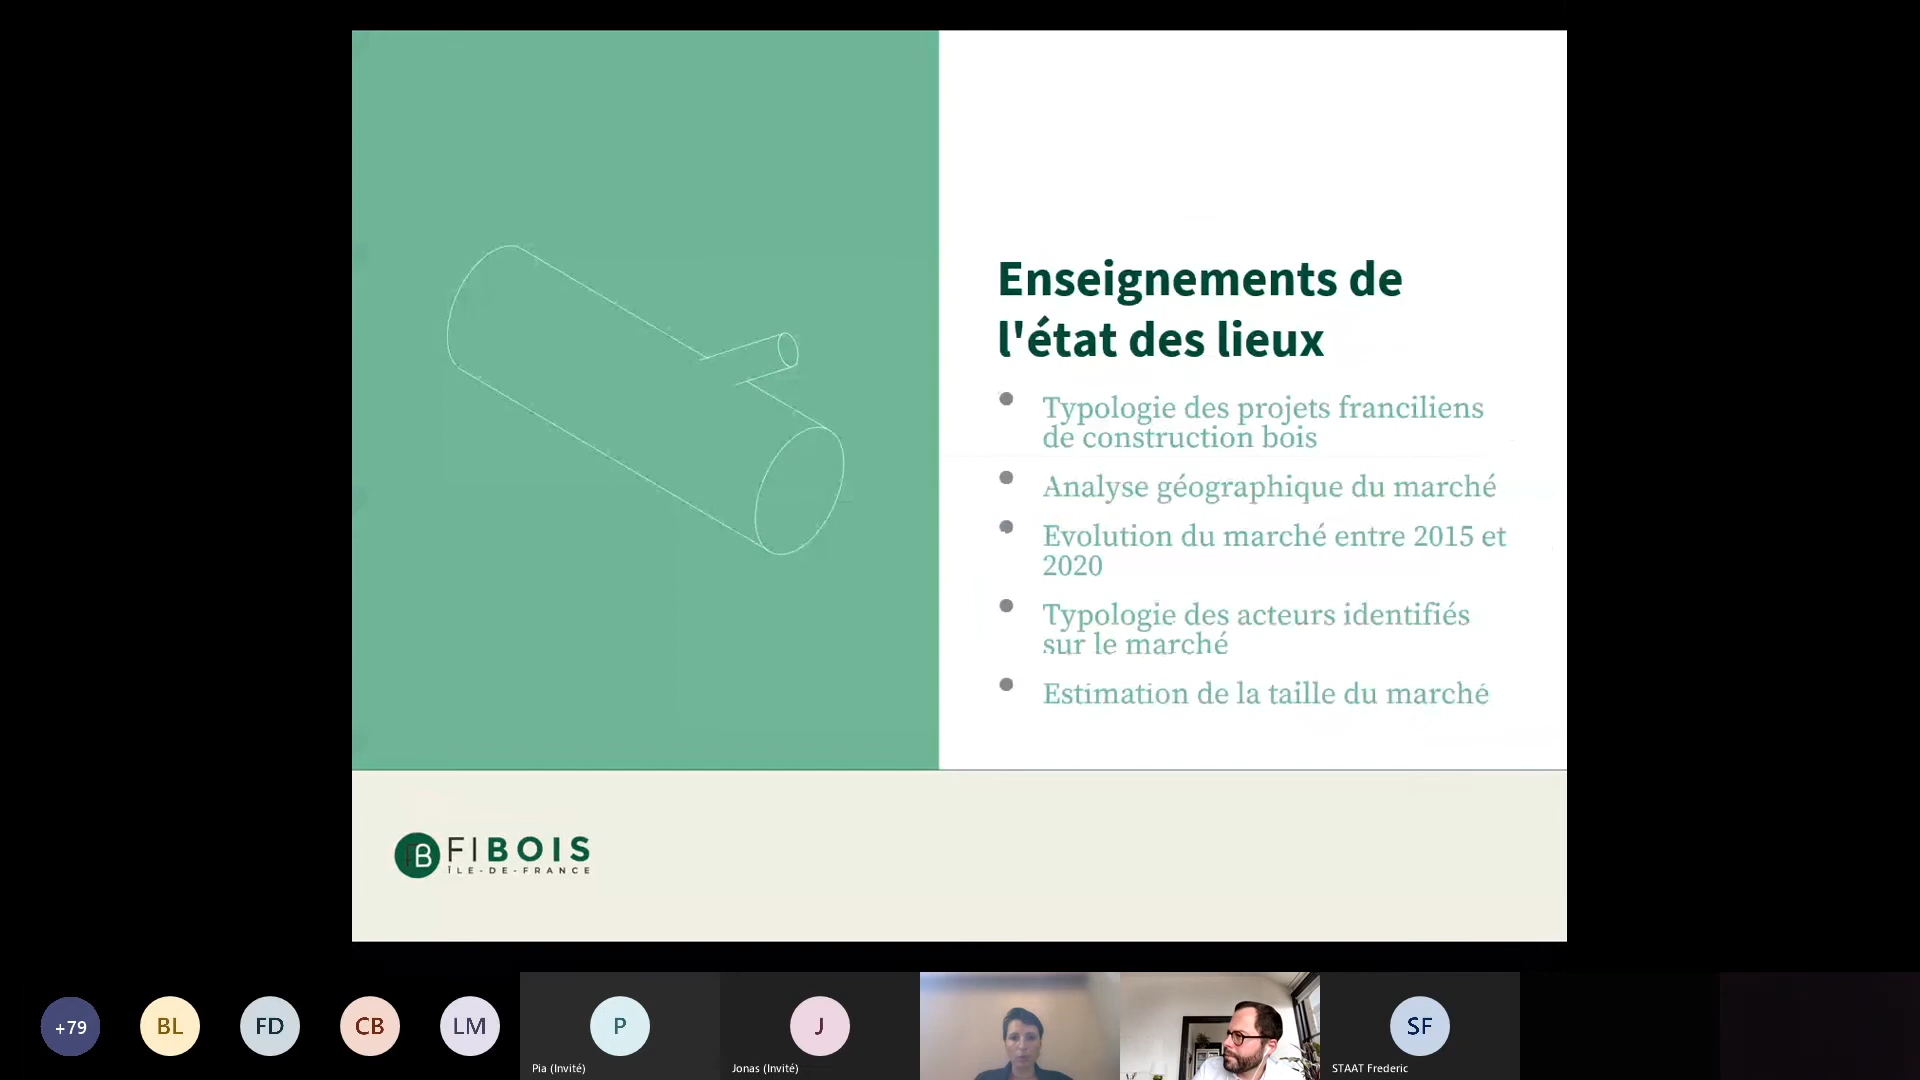 Enseignements de
l'état des lieux
Typologie des projets franciliens
de construction bois
Analyse géographique du marché
Evolution du marché entre 2015 et
2020
Typologie des acteurs identifiés
sur le marché
Estimation de la taille du marché
FIBOIS
ÎLE-DE-FRANCE
+79
BL
FD
CB
LM
P
J
SF
Pia (Invité)
Jonas (Invité)
STAAT Frederic